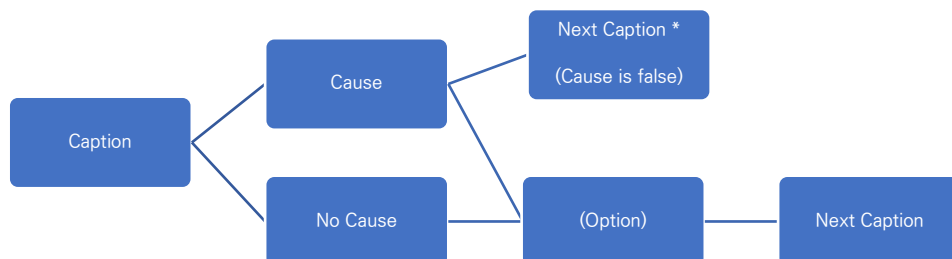 Next Caption *
(Cause is false)
Cause
Caption
No Cause
(Option)
Next Caption